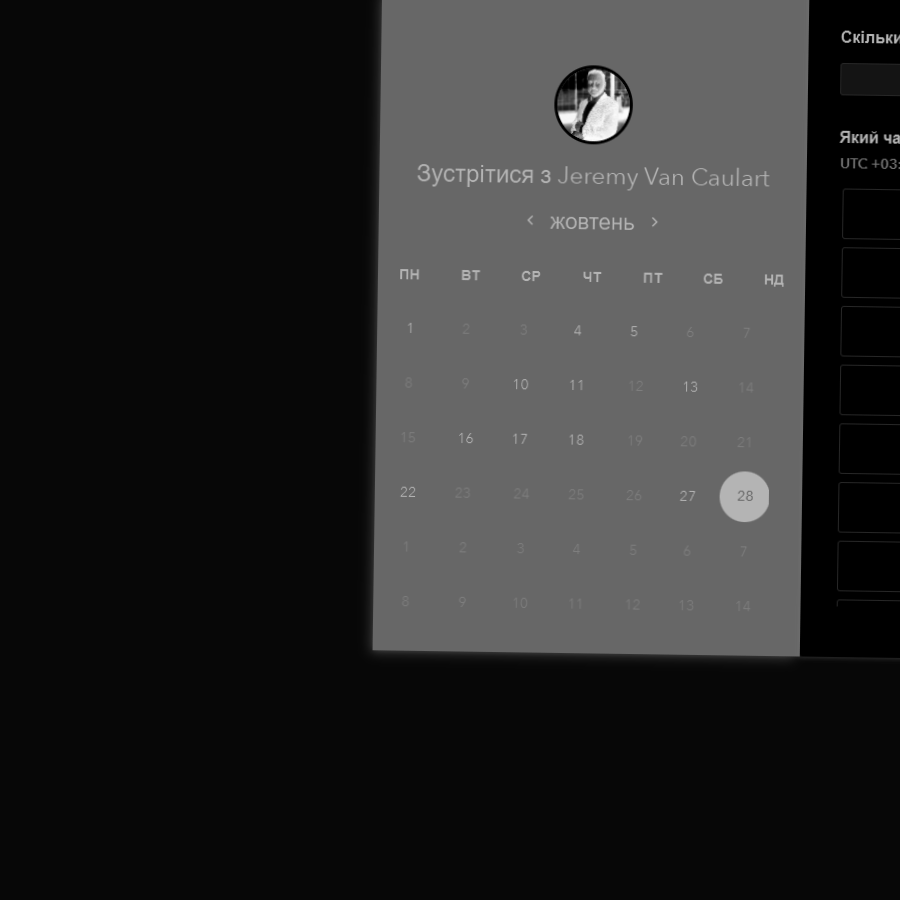 Зустрітися з Jeremy Van Caulart
жовтень
ПН ВТ СР ЧТ ПТ СБ НД
1 2 3 4 5 6 7
8 9 10 11 12 13 14
15 16 17 18 19 20 21
22 23 24 25 26 27 28
1 2 3 4 5 6 7
8 9 10 11 12 13 14
Скільки
Який ча
UTC +03: